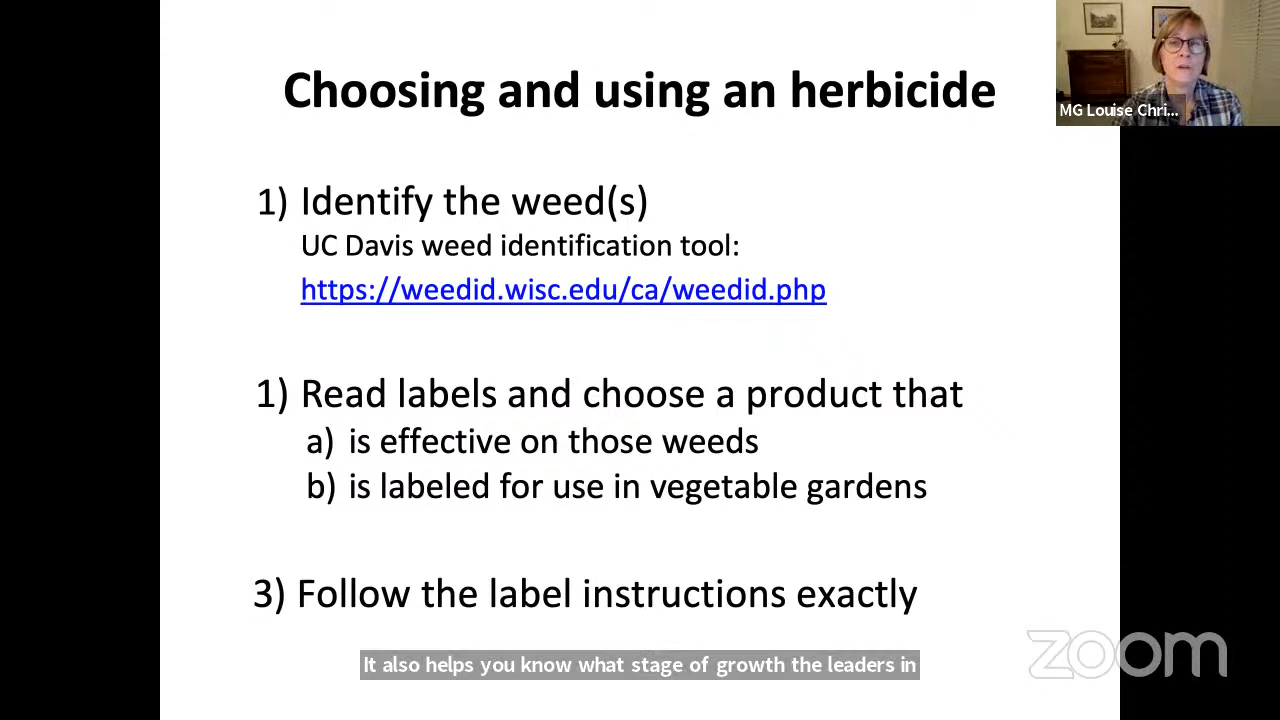 Choosing and using an herbicide
MG Louise Chri...
1) Identify the weed(s)
UC Davis weed identification tool:
https://weedid.wisc.edu/ca/weedid.php
1) Read labels and choose a product that
a) is effective on those weeds
b) is labeled for use in vegetable gardens
3) Follow the label instructions exactly
It also helps you know what stage of growth the leaders in
zoom